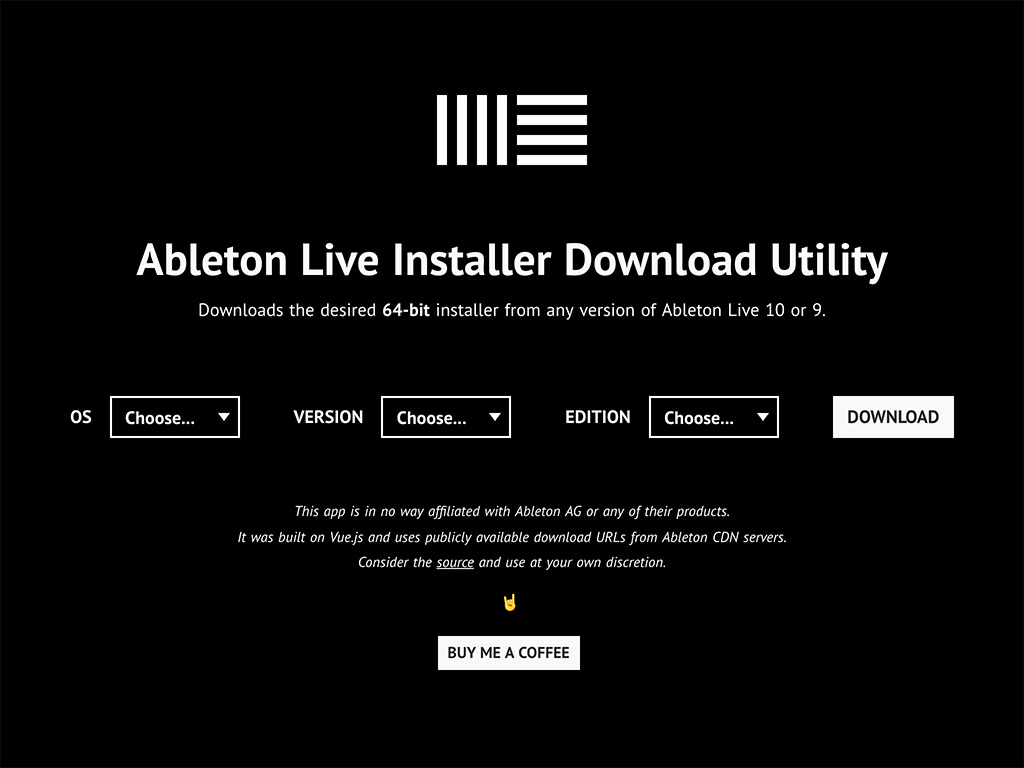 Ableton Live Installer Download Utility
Downloads the desired 64-bit installer from any version of Ableton Live 10 or 9.
OS Choose... VERSION Choose... EDITION Choose... DOWNLOAD
This app is in no way affiliated with Ableton AG or any of their products.
It was built on Vue.js and uses publicly available download URLs from Ableton CDN servers.
Consider the source and use at your own discretion.
BUY ME A COFFEE